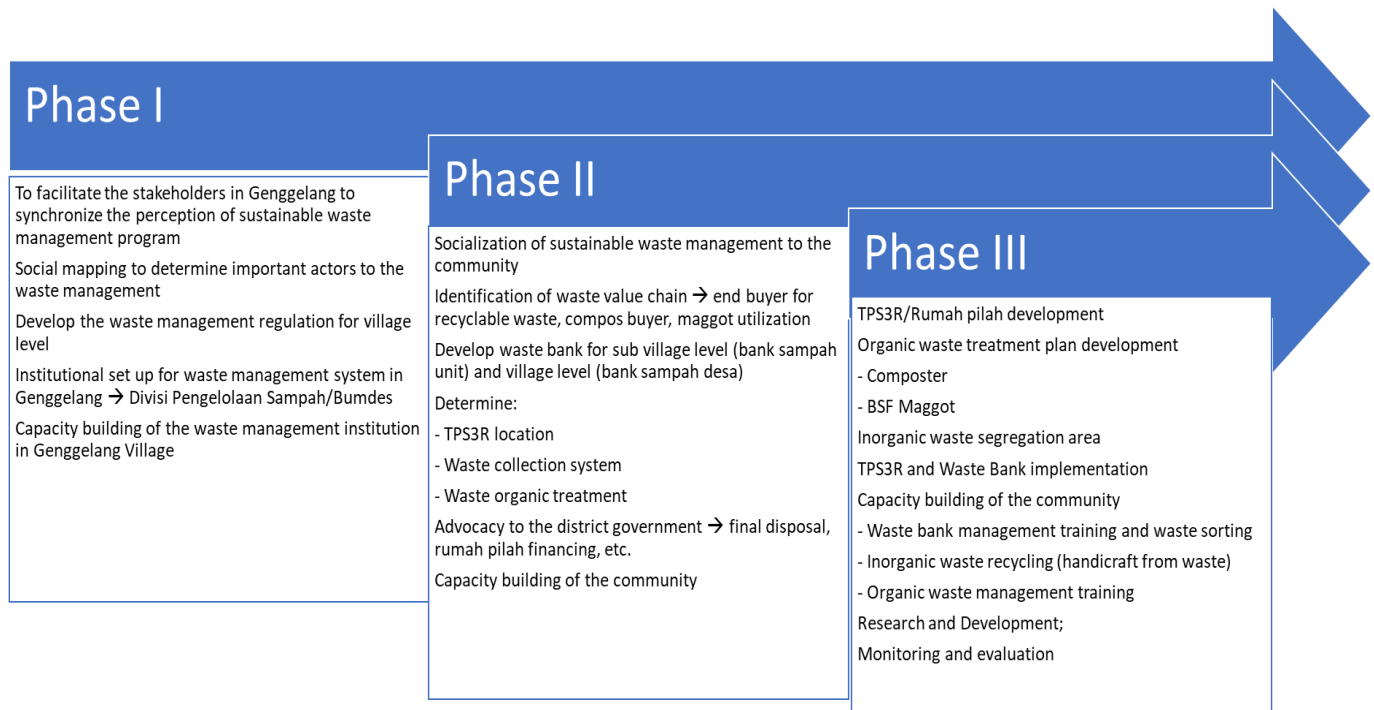 Phase I
To facilitate the stakeholders in Genggelang to
synchronize the perception of sustainable waste
management program
Social mapping to determine important actors to the
waste management
Develop the waste management regulation for village
level
Institutional set up for waste management system in
Genggelang → Divisi Pengelolaan Sampah/Bumdes
Capacity building of the waste management institution
in Genggelang Village
Phase II
Socialization of sustainable waste management to the
community
Identification of waste value chain → end buyer for
recyclable waste, compos buyer, maggot utilization
Develop waste bank for sub village level (bank sampah
unit) and village level (bank sampah desa)
Determine:
- TPS3R location
- Waste collection system
- Waste organic treatment
Advocacy to the district government → final disposal,
rumah pilah financing, etc.
Capacity building of the community
Phase III
TPS3R/Rumah pilah development
Organic waste treatment plan development
- Composter
- BSF Maggot
Inorganic waste segregation area
TPS3R and Waste Bank implementation
Capacity building of the community
- Waste bank management training and waste sorting
- Inorganic waste recycling (handicraft from waste)
- Organic waste management training
Research and Development;
Monitoring and evaluation